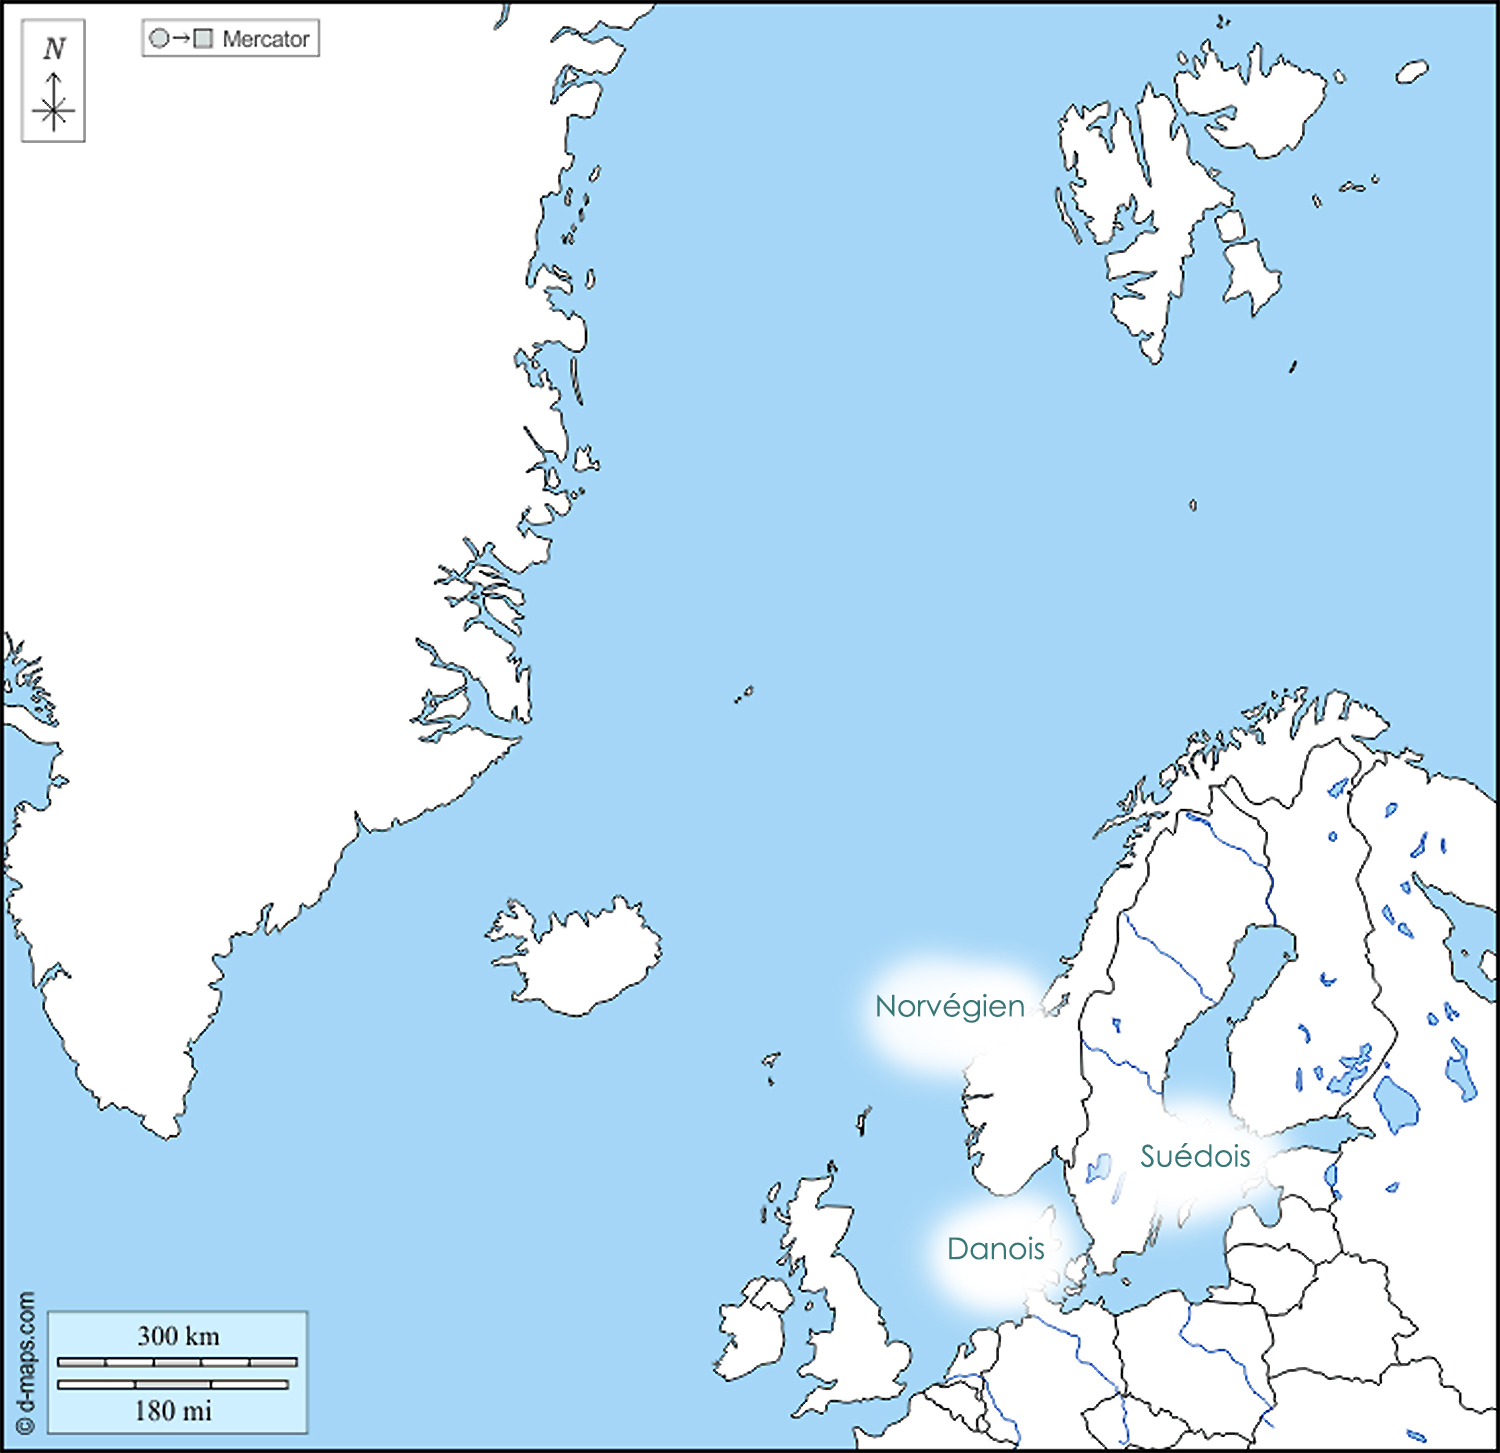 N
Mercator
Norvégien
Suédois
Danois
300 km
180 mi
© d-maps.com